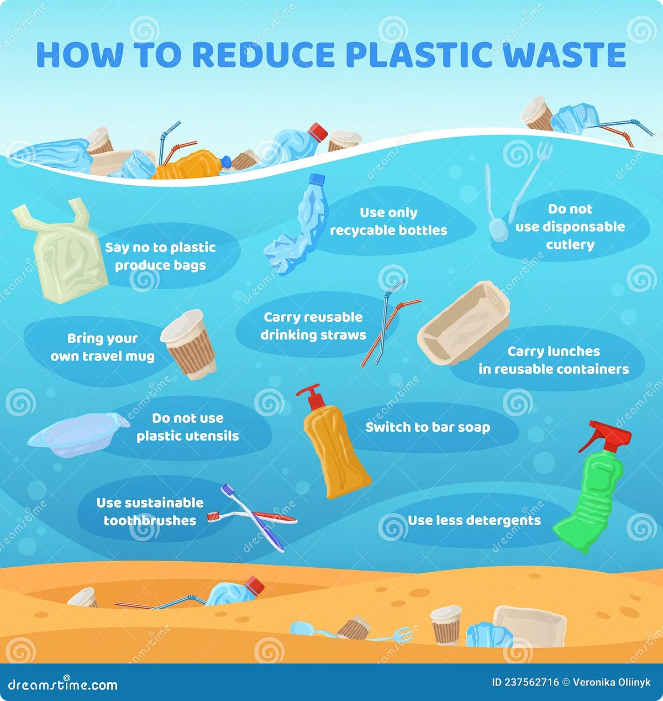 HOW TO REDUCE PLASTIC WASTE
Say no to plastic
produce bags
Use only
recycable bottles
Do not
use disponsable
cutlery
Bring your
own travel mug
Carry reusable
drinking straws
Carry lunches
in reusable containers
Do not use
plastic utensils
Switch to bar soap
Use sustainable
toothbrushes
Use less detergents
dreamstime.com
ID 237562716 © Veronika Oliinyk